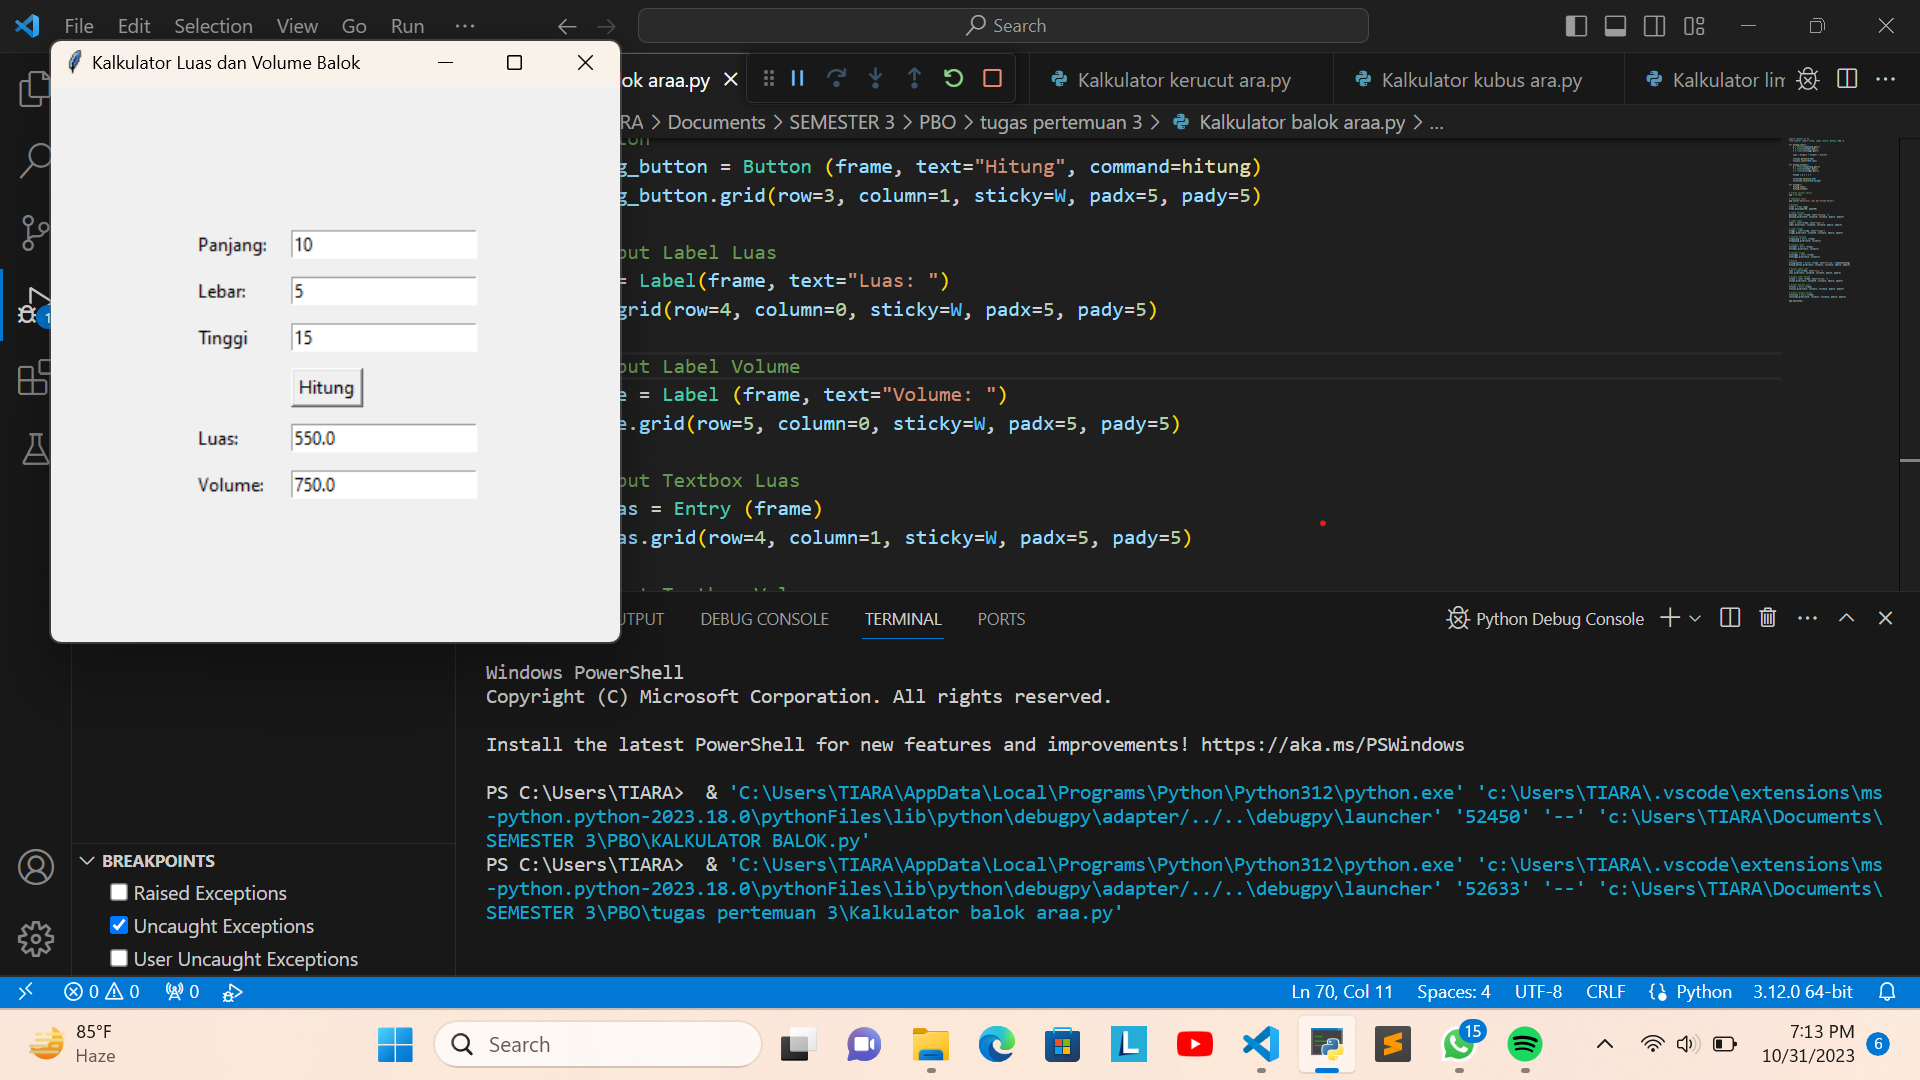 File Edit Selection View Go Run ···
Search
Kalkulator Luas dan Volume Balok
ok araa.py
Kalkulator kerucut ara.py
Kalkulator kubus ara.py
Kalkulator lim
RA > Documents > SEMESTER 3 > PBO > tugas pertemuan 3 > Kalkulator balok araa.py > ...
Panjang: 10
Lebar: 5
Tinggi 15
Hitung
Luas: 550.0
Volume: 750.0
g_button = Button (frame, text="Hitung", command=hitung)
g_button.grid(row=3, column=1, sticky=W, padx=5, pady=5)
put Label Luas
= Label(frame, text="Luas: ")
grid(row=4, column=0, sticky=W, padx=5, pady=5)
put Label Volume
e = Label (frame, text="Volume: ")
e.grid(row=5, column=0, sticky=W, padx=5, pady=5)
put Textbox Luas
as = Entry (frame)
as.grid(row=4, column=1, sticky=W, padx=5, pady=5)
UTPUT DEBUG CONSOLE TERMINAL PORTS
Python Debug Console
Windows PowerShell
Copyright (C) Microsoft Corporation. All rights reserved.
Install the latest PowerShell for new features and improvements! https://aka.ms/PSWindows
PS C:\Users\TIARA>  & 'C:\Users\TIARA\AppData\Local\Programs\Python\Python312\python.exe' 'c:\Users\TIARA\.vscode\extensions\ms
-python.python-2023.18.0\pythonFiles\lib\python\debugpy\adapter/../..\debugpy\launcher' '52450' '--' 'c:\Users\TIARA\Documents\
SEMESTER 3\PBO\KALKULATOR BALOK.py'
PS C:\Users\TIARA>  & 'C:\Users\TIARA\AppData\Local\Programs\Python\Python312\python.exe' 'c:\Users\TIARA\.vscode\extensions\ms
-python.python-2023.18.0\pythonFiles\lib\python\debugpy\adapter/../..\debugpy\launcher' '52633' '--' 'c:\Users\TIARA\Documents\
SEMESTER 3\PBO\tugas pertemuan 3\Kalkulator balok araa.py'
1
BREAKPOINTS
Raised Exceptions
Uncaught Exceptions
User Uncaught Exceptions
0 0 0
Ln 70, Col 11 Spaces: 4 UTF-8 CRLF Python 3.12.0 64-bit
85°F
Haze
Search
L
15
7:13 PM
10/31/2023
6